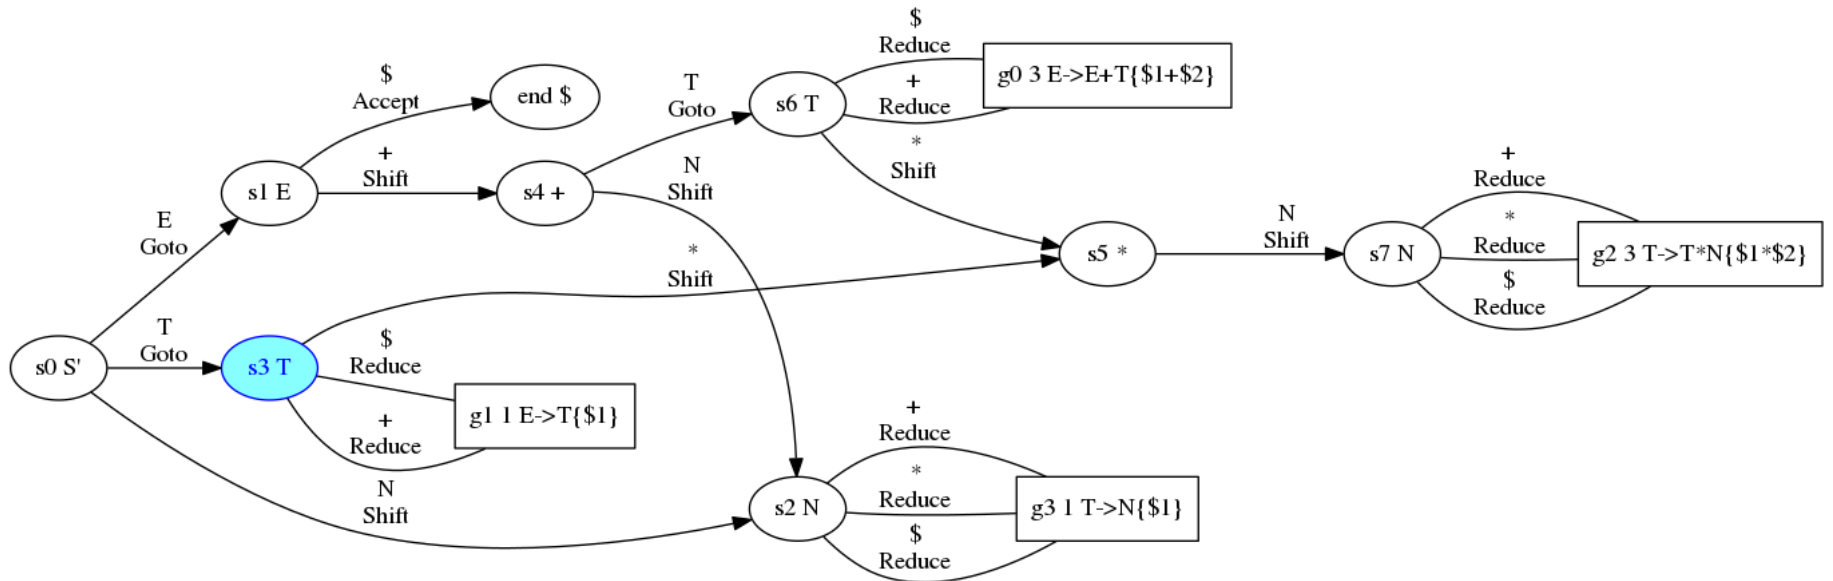 $
Reduce
g0 3 E->E+T{$1+$2}
+
Reduce
$
Accept
end $
T
Goto
s6 T
*
Shift
+
Shift
s1 E
s4 +
N
Shift
+
Reduce
E
Goto
*
Shift
s5 *
N
Shift
s7 N
*
Reduce
g2 3 T->T*N{$1*$2}
$
Reduce
T
Goto
s0 S'
s3 T
$
Reduce
g1 1 E->T{$1}
+
Reduce
+
Reduce
N
Shift
s2 N
*
Reduce
g3 1 T->N{$1}
$
Reduce